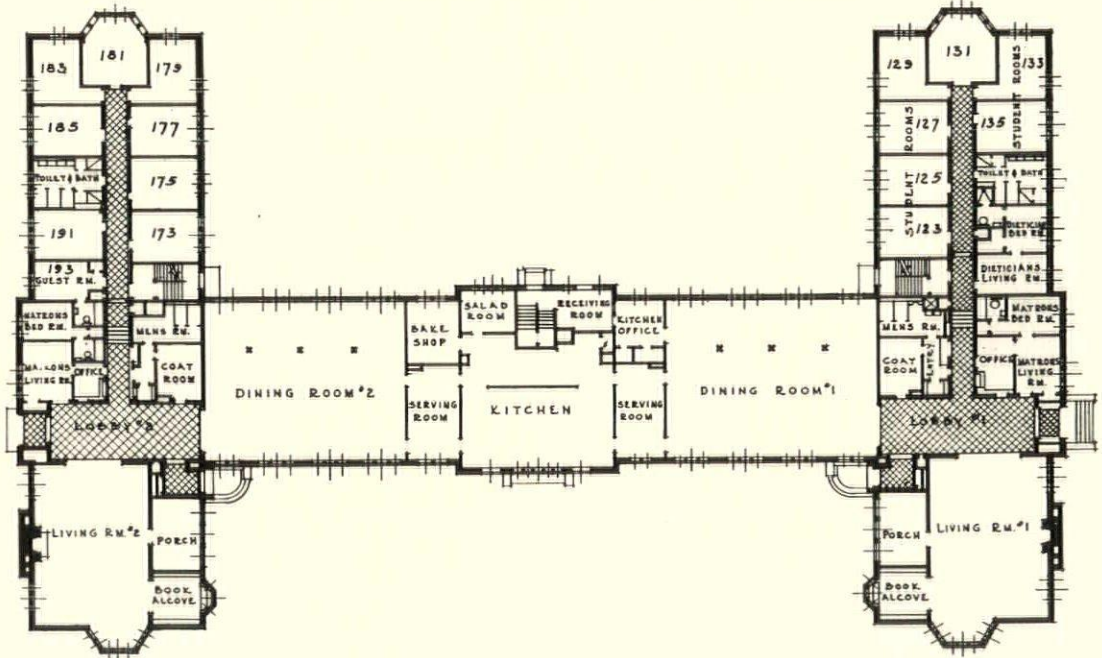 183
181
179
185
177
TOILET & BATH
175
191
173
193
GUEST RM.
MATRONS
BED RM.
MENS RM.
LIVING RM.
OFFICE
COAT
ROOM
LOBBY #2
LIVING RM. #2
PORCH
BOOK
ALCOVE
DINING ROOM #2
BAKE
SHOP
SERVING
ROOM
SALAD
ROOM
RECEIVING
ROOM
KITCHEN
KITCHEN
OFFICE
SERVING
ROOM
DINING ROOM #1
129
131
133
STUDENT ROOMS
127
135
STUDENT ROOMS
125
TOILET & BATH
123
DIETICIANS
LIVING RM.
BED RM.
MENS RM.
MATRONS
BED RM.
COAT
ROOM
ENTRY
OFFICE
MATRONS
LIVING
RM.
LOBBY #1
PORCH
LIVING RM. #1
BOOK
ALCOVE